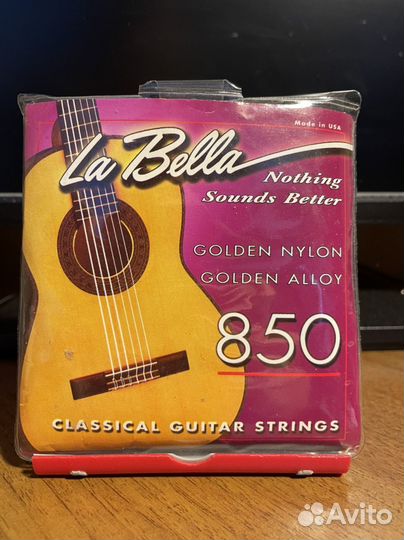 Made in USA
La Bella
Nothing
Sounds Better
GOLDEN NYLON
GOLDEN ALLOY
850
CLASSICAL GUITAR STRINGS
Avito